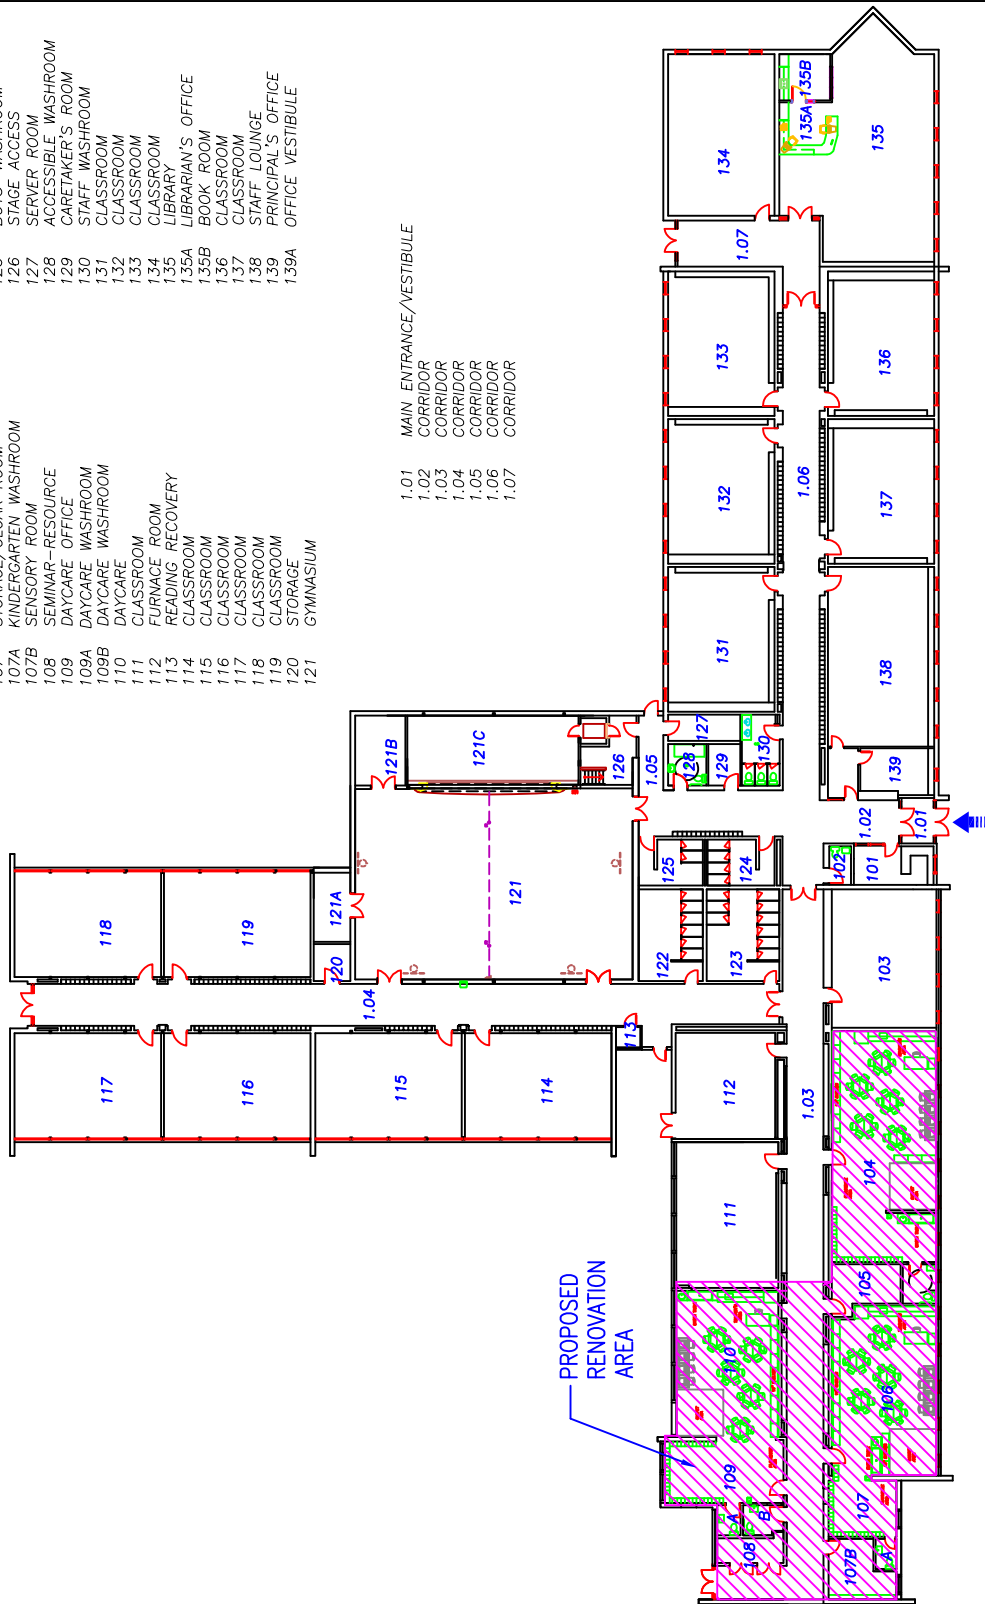 107A KINDERGARTEN WASHROOM
107B SENSORY ROOM
108 SEMINAR-RESOURCE
109 DAYCARE OFFICE
109A DAYCARE WASHROOM
109B DAYCARE WASHROOM
110 DAYCARE
111 CLASSROOM
112 FURNACE ROOM
113 READING RECOVERY
114 CLASSROOM
115 CLASSROOM
116 CLASSROOM
117 CLASSROOM
118 CLASSROOM
119 CLASSROOM
120 STORAGE
121 GYMNASIUM
126 STAGE ACCESS
127 SERVER ROOM
128 ACCESSIBLE WASHROOM
129 CARETAKER'S ROOM
130 STAFF WASHROOM
131 CLASSROOM
132 CLASSROOM
133 CLASSROOM
134 CLASSROOM
135 LIBRARY
135A LIBRARIAN'S OFFICE
135B BOOK ROOM
136 CLASSROOM
137 CLASSROOM
138 STAFF LOUNGE
139 PRINCIPAL'S OFFICE
139A OFFICE VESTIBULE
1.01 MAIN ENTRANCE/VESTIBULE
1.02 CORRIDOR
1.03 CORRIDOR
1.04 CORRIDOR
1.05 CORRIDOR
1.06 CORRIDOR
1.07 CORRIDOR
117
118
116
119
120
121A
1.04
115
114
113
121
121B
121C
126
1.05
122
125
123
124
127
128
129
130
131
132
133
1.07
134
135A
135B
135
1.06
136
137
138
139
1.02
1.01
102
101
103
112
1.03
111
104
105
PROPOSED
RENOVATION
AREA
110
106
109
107
A
B
108
107B
A